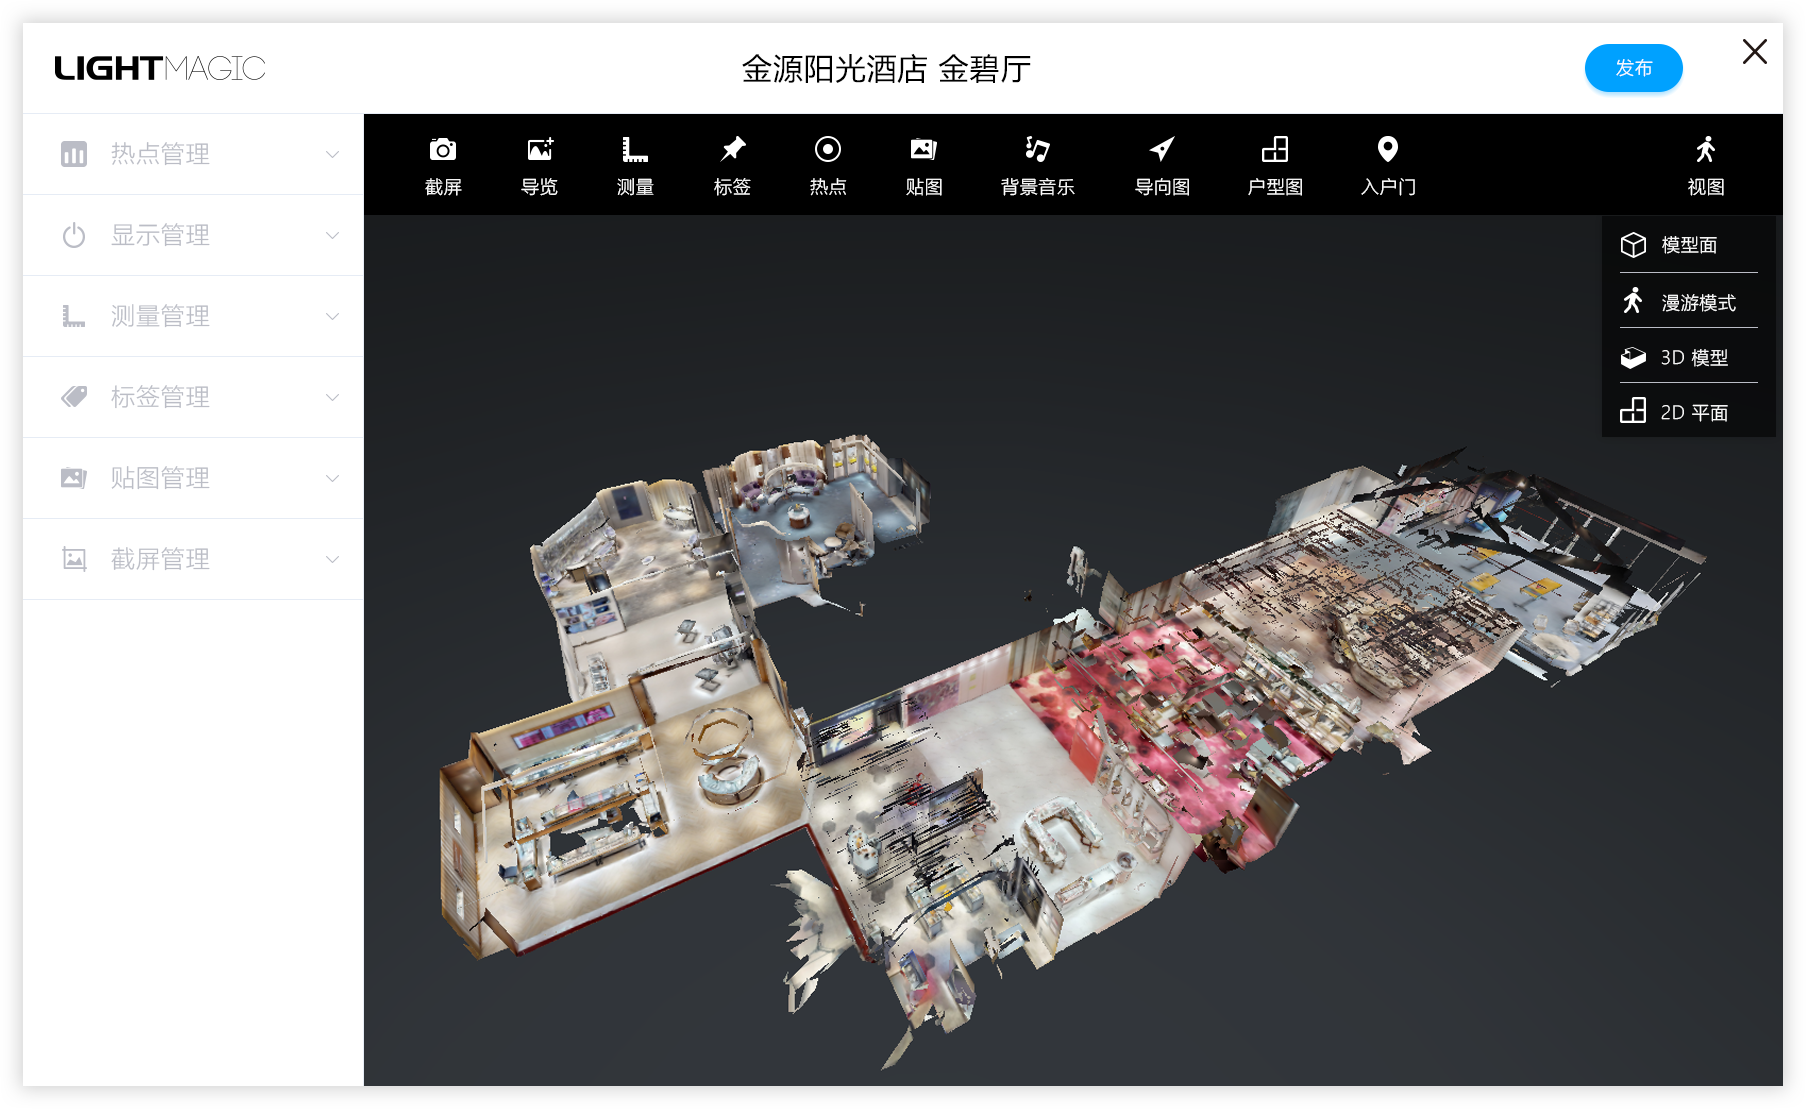 LIGHTMAGIC
金源阳光酒店 金碧厅
发布
热点管理
显示管理
测量管理
标签管理
贴图管理
截屏管理
截屏
导览
测量
标签
热点
贴图
背景音乐
导向图
户型图
入户门
视图
模型面
漫游模式
3D 模型
2D 平面